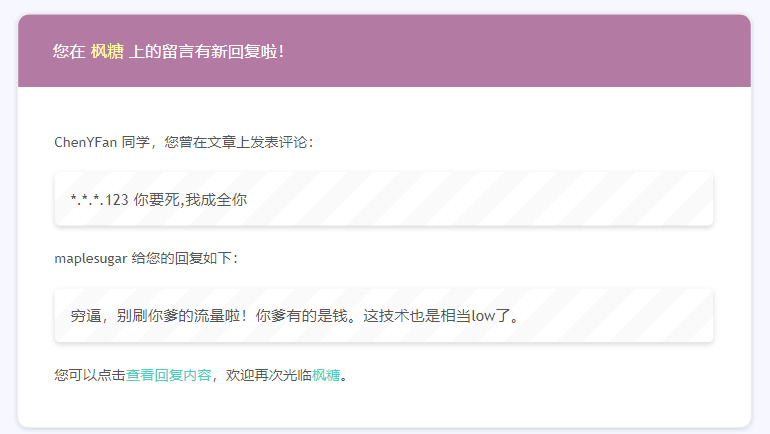 您在 枫糖 上的留言有新回复啦！
ChenYFan 同学，您曾在文章上发表评论：
*.*.*.123 你要死,我成全你
maplesugar 给您的回复如下：
穷逼，别刷你爹的流量啦！你爹有的是钱。这技术也是相当low了。
您可以点击查看回复内容，欢迎再次光临枫糖。